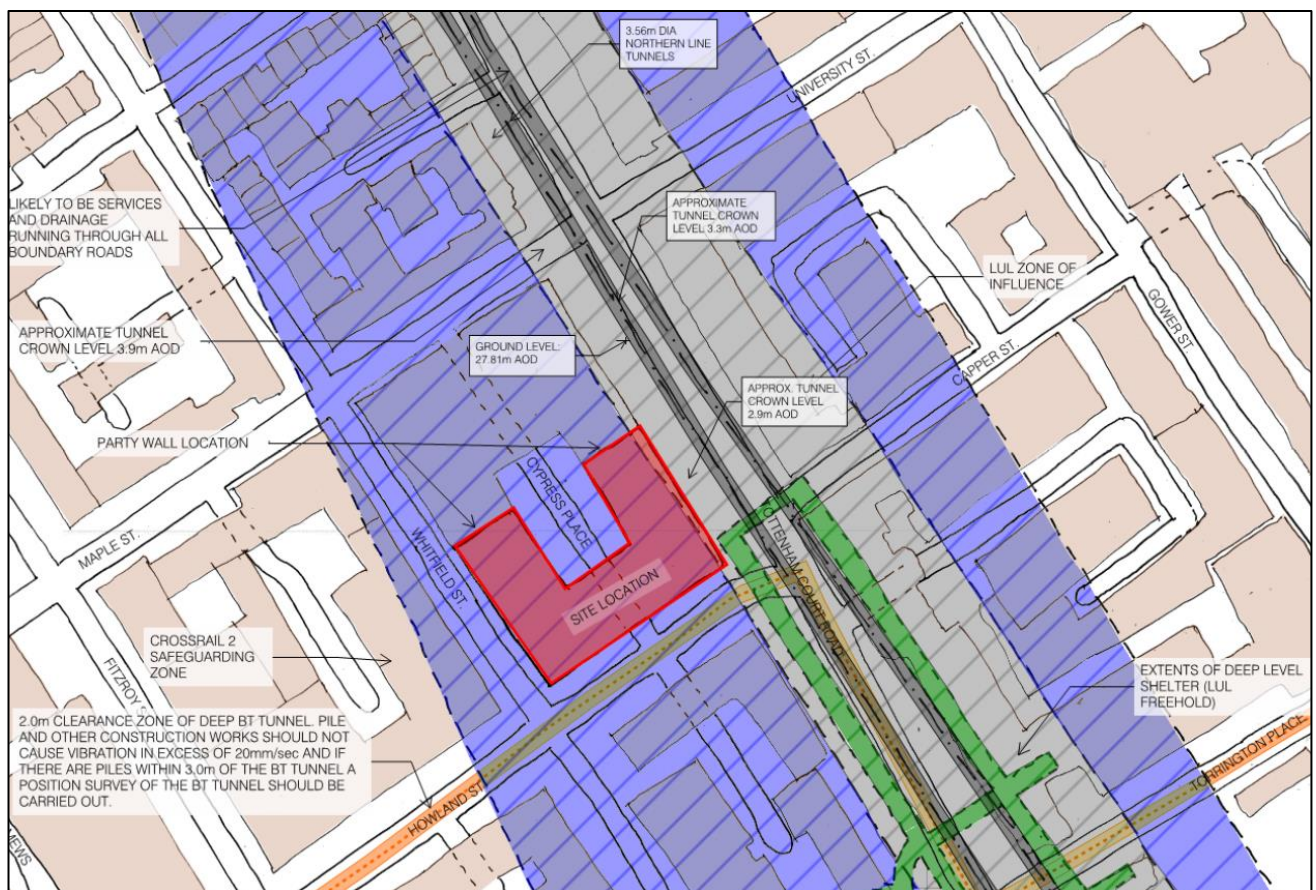 3.56m DIA
NORTHERN LINE
TUNNELS
UNIVERSITY ST.
LIKELY TO BE SERVICES
AND DRAINAGE
RUNNING THROUGH ALL
BOUNDARY ROADS
APPROXIMATE
TUNNEL CROWN
LEVEL 3.3m AOD
LUL ZONE OF
INFLUENCE
GOWER ST.
APPROXIMATE TUNNEL
CROWN LEVEL 3.9m AOD
GROUND LEVEL:
27.81m AOD
CAPPER ST.
APPROX. TUNNEL
CROWN LEVEL
2.9m AOD
PARTY WALL LOCATION
CYPRESS PLACE
WHITFIELD ST.
MAPLE ST.
SITE LOCATION
TOTTENHAM COURT ROAD
CROSSRAIL 2
SAFEGUARDING
ZONE
FITZROY S
EXTENTS OF DEEP LEVEL
SHELTER (LUL
FREEHOLD)
2.0m CLEARANCE ZONE OF DEEP BT TUNNEL. PILE
AND OTHER CONSTRUCTION WORKS SHOULD NOT
CAUSE VIBRATION IN EXCESS OF 20mm/sec AND IF
THERE ARE PILES WITHIN 3.0m OF THE BT TUNNEL A
POSITION SURVEY OF THE BT TUNNEL SHOULD BE
CARRIED OUT.
HOWLAND ST.
TORRINGTON PLACE
MEWS